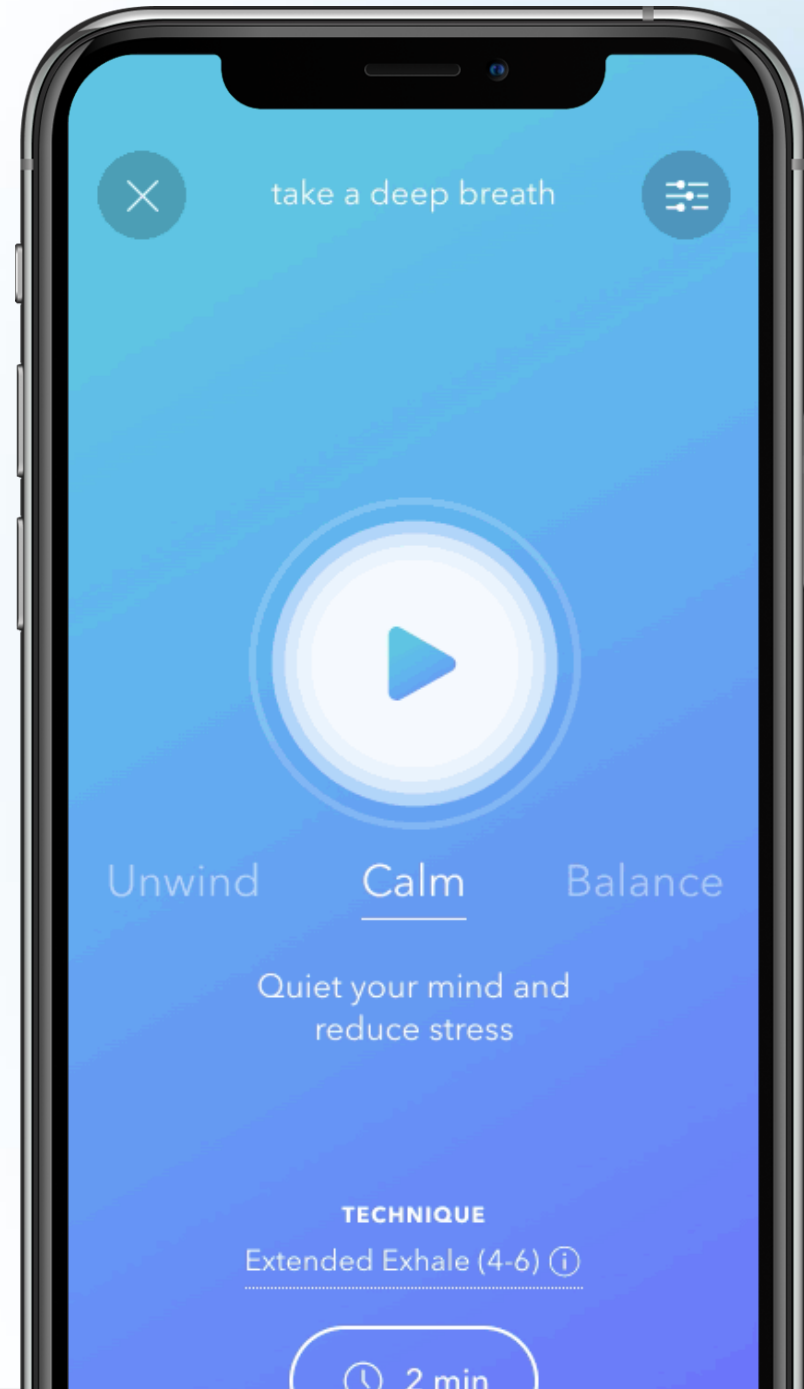 take a deep breath
Unwind Calm Balance
Quiet your mind and
reduce stress
TECHNIQUE
Extended Exhale (4-6)
2 min